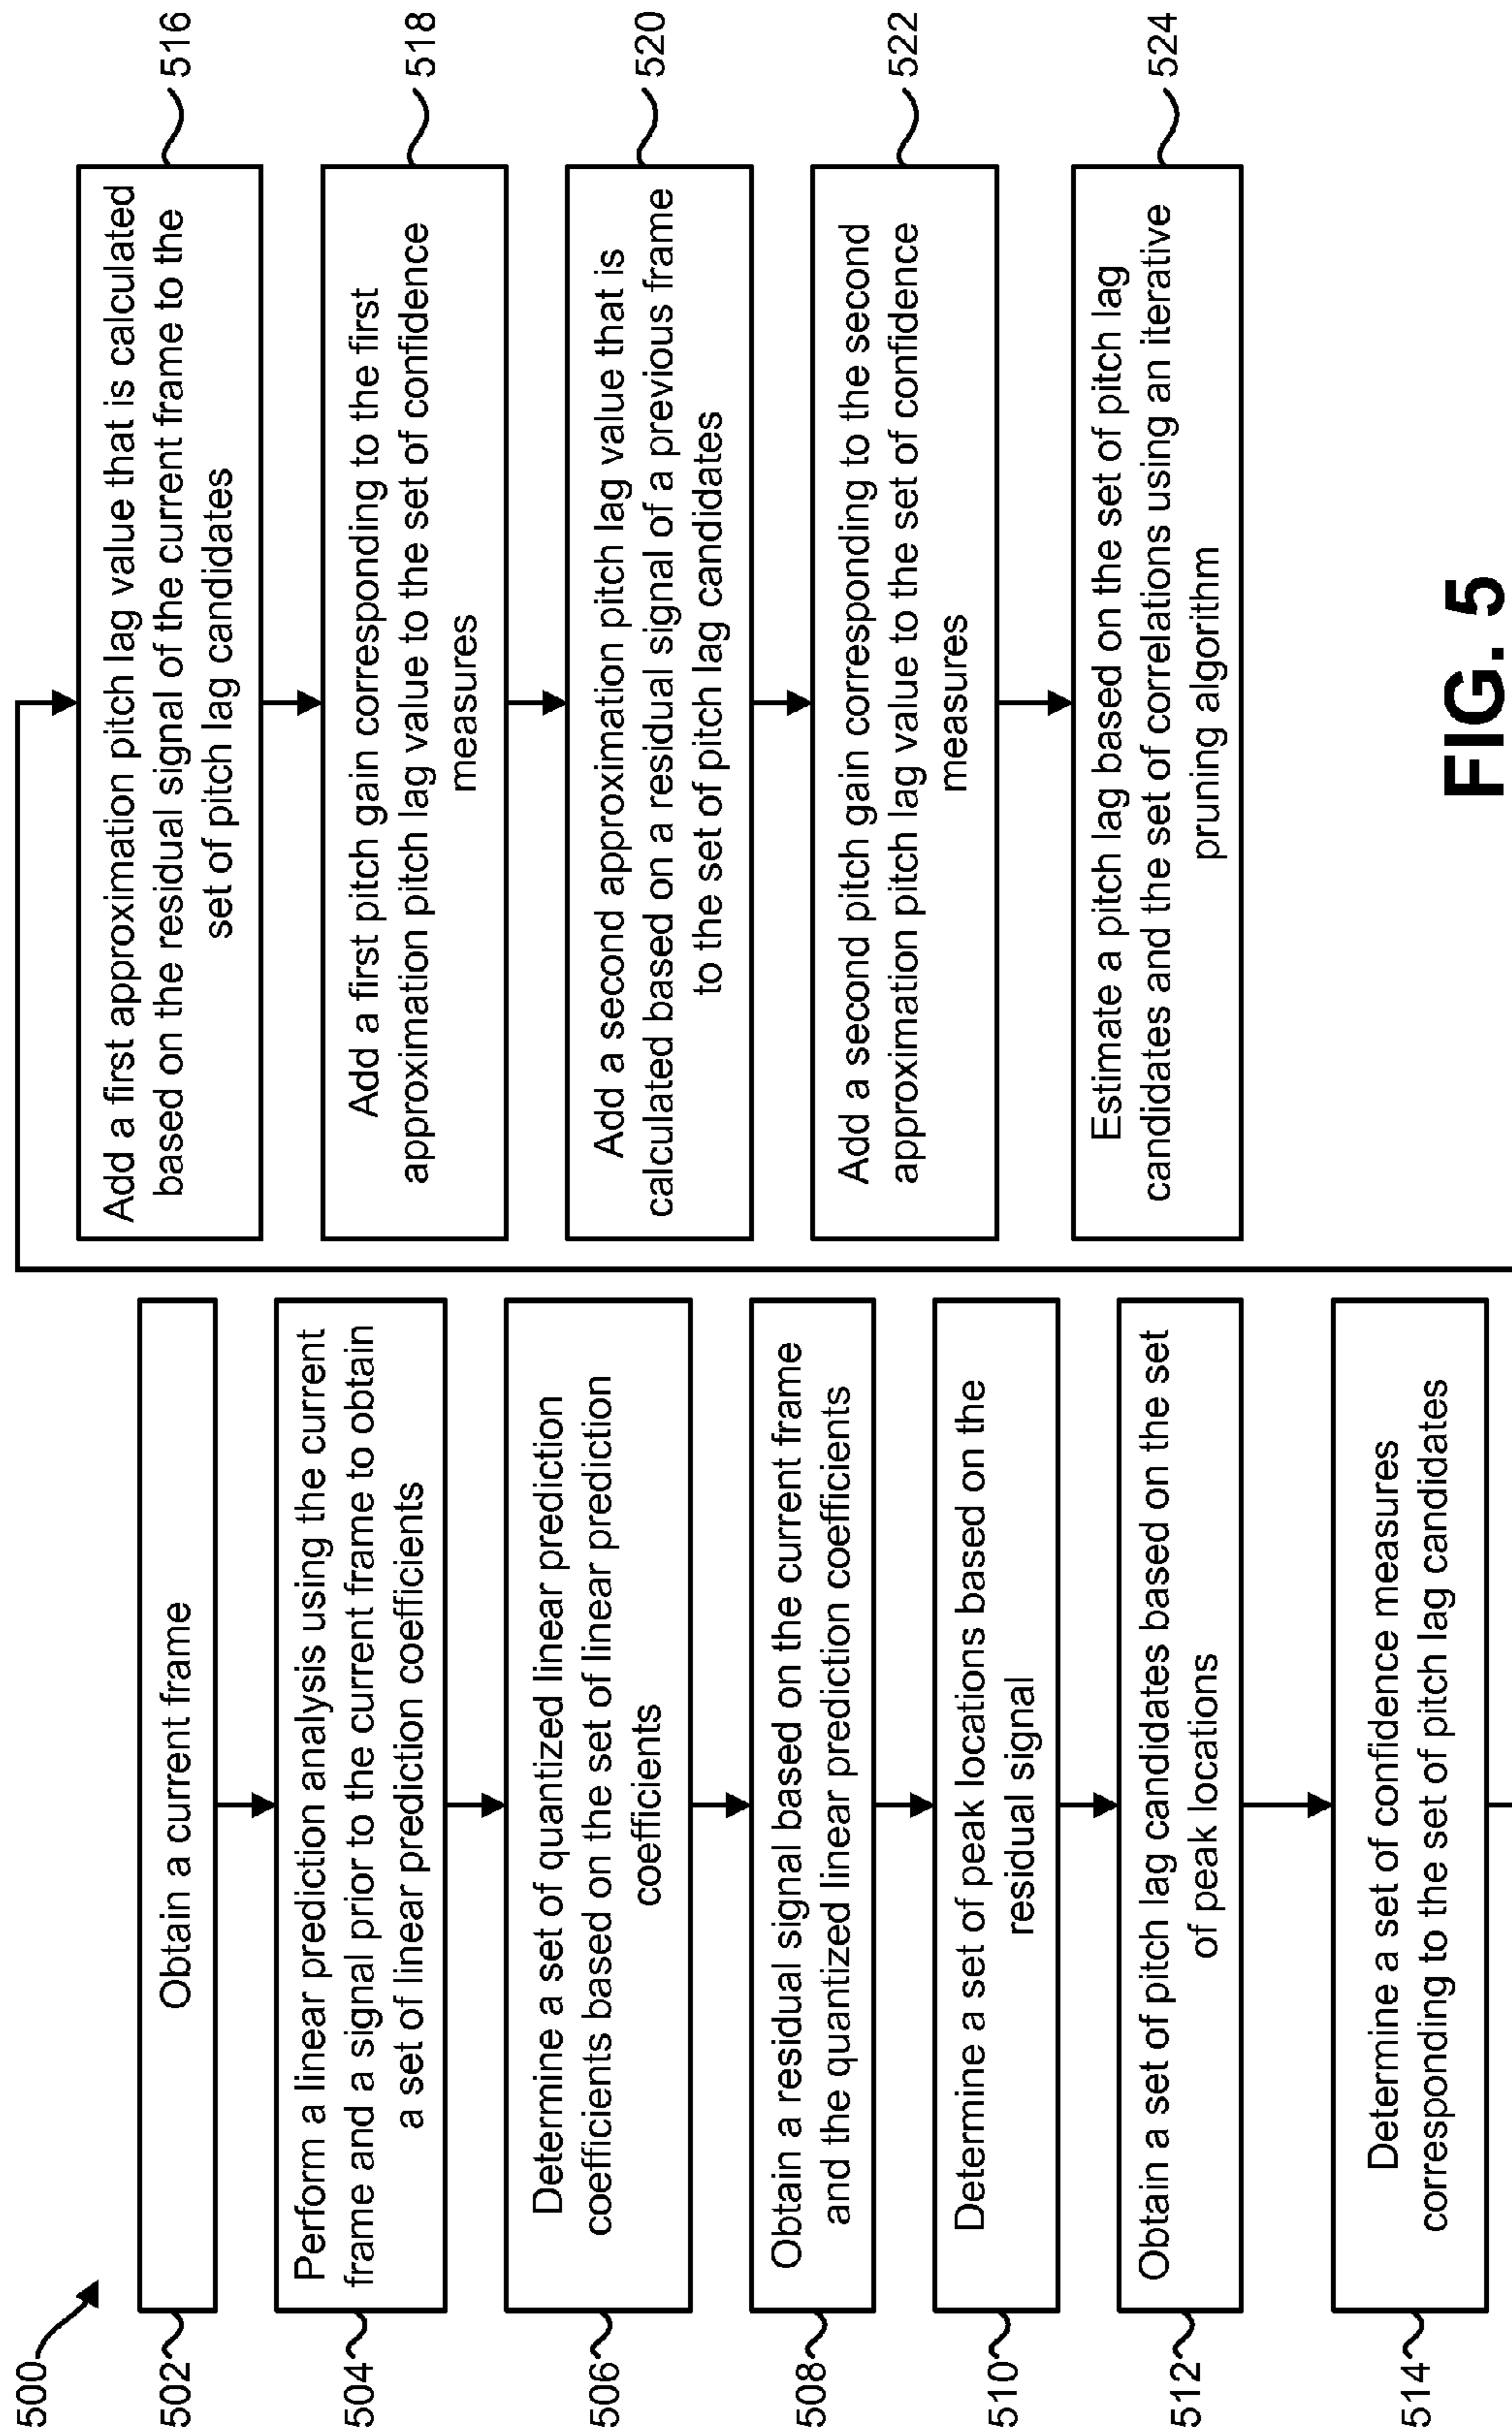 500
502
Obtain a current frame
504
Perform a linear prediction analysis using the current
frame and a signal prior to the current frame to obtain
a set of linear prediction coefficients
506
Determine a set of quantized linear prediction
coefficients based on the set of linear prediction
coefficients
508
Obtain a residual signal based on the current frame
and the quantized linear prediction coefficients
510
Determine a set of peak locations based on the
residual signal
512
Obtain a set of pitch lag candidates based on the set
of peak locations
514
Determine a set of confidence measures
corresponding to the set of pitch lag candidates
Add a first approximation pitch lag value that is calculated
based on the residual signal of the current frame to the
set of pitch lag candidates
516
Add a first pitch gain corresponding to the first
approximation pitch lag value to the set of confidence
measures
518
Add a second approximation pitch lag value that is
calculated based on a residual signal of a previous frame
to the set of pitch lag candidates
520
Add a second pitch gain corresponding to the second
approximation pitch lag value to the set of confidence
measures
522
Estimate a pitch lag based on the set of pitch lag
candidates and the set of correlations using an iterative
pruning algorithm
524
FIG. 5